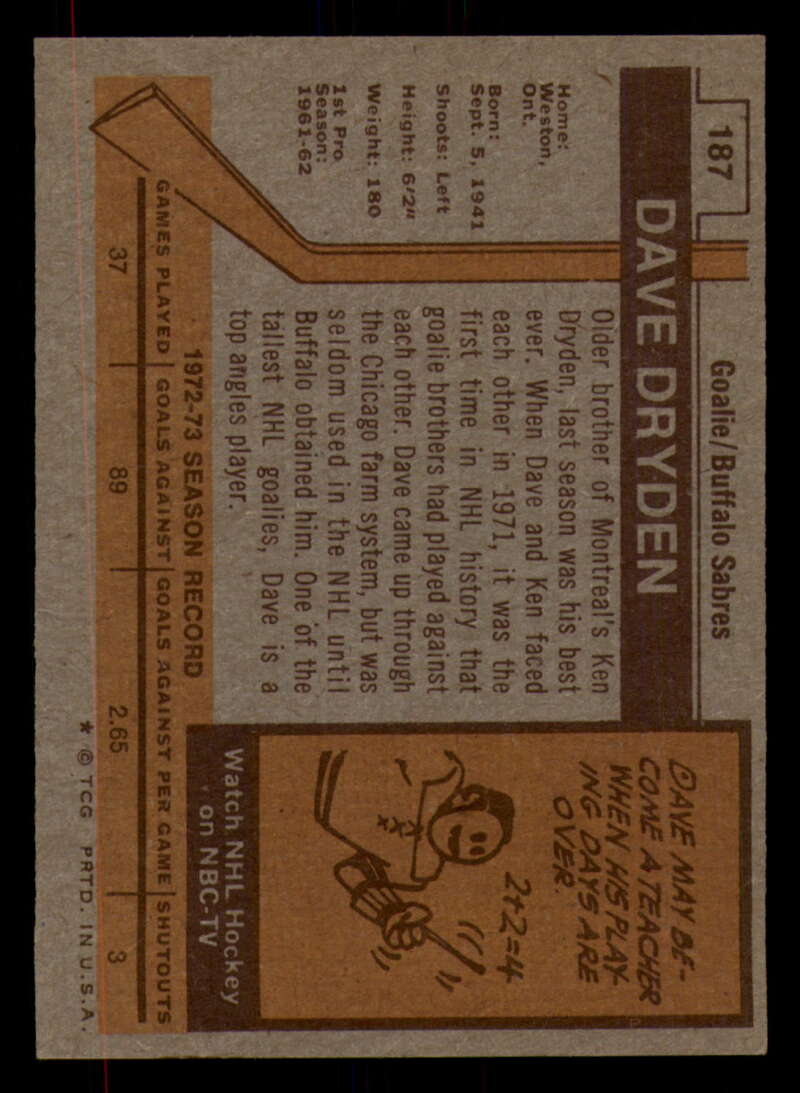 187
Goalie/Buffalo Sabres
DAVE DRYDEN
Home:
Weston,
Ont.
Born:
Sept. 5, 1941
Shoots: Left
Height: 6'2"
Weight: 180
1st Pro
Season:
1961-62
Older brother of Montreal's Ken
Dryden, last season was his best
ever. When Dave and Ken faced
each other in 1971, it was the
first time in NHL history that
goalie brothers had played against
each other. Dave came up through
the Chicago farm system, but was
seldom used in the NHL until
Buffalo obtained him. One of the
tallest NHL goalies, Dave is a
top angles player.
DAVE MAY BE-
COME A TEACHER
WHEN HIS PLAY-
ING DAYS ARE
OVER.
2+2=4
Watch NHL Hockey
on NBC-TV
1972-73 SEASON RECORD
GAMES PLAYED GOALS AGAINST GOALS AGAINST PER GAME SHUTOUTS
37 89 2.65 3
* © TCG PRTD. IN U.S.A.